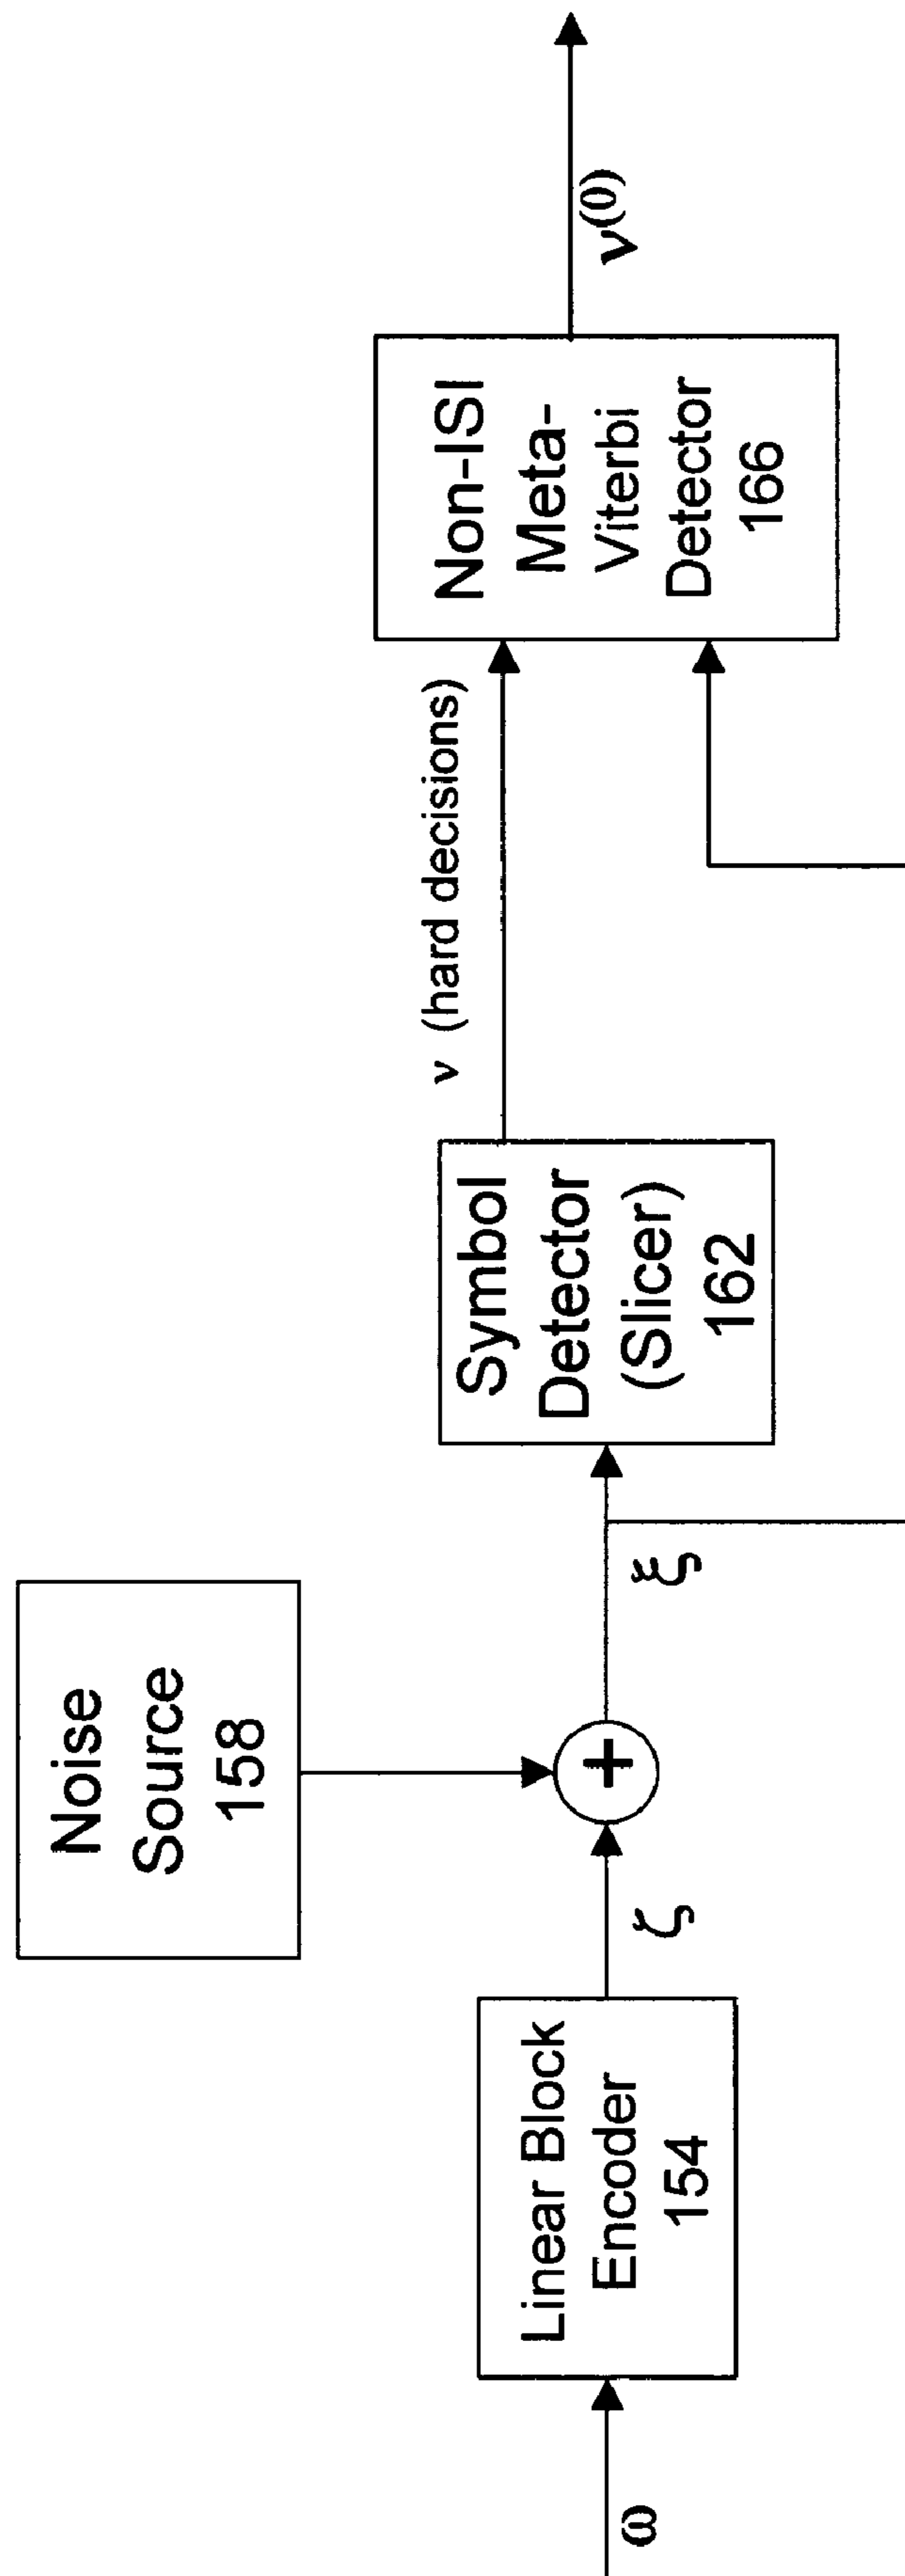 ω
Linear Block
Encoder
154
ζ
Noise
Source
158
+
ξ
Symbol
Detector
(Slicer)
162
ν (hard decisions)
Non-ISI
Meta-
Viterbi
Detector
166
ν(0)